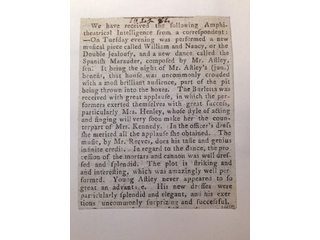 We have received the following Amphi-
theatrical Intelligence from a correspondent:
—On Tuesday evening was performed a new
musical piece called William and Nancy, or the
Double Jealousy, and a new dance called the
Spanish Marauder, composed by Mr. Astley,
sen. It being the night of Mr. Astley's (jun.)
benefit, that house was uncommonly crouded
with a most brilliant audience, part of the pit
being thrown into the boxes. The Burletta was
received with great applause, in which the per-
formers exerted themselves with great success,
particularly Mrs. Henley, whose style of acting
and singing will very soon make her the coun-
terpart of Mrs. Kennedy. In the officer's dress
she merited all the applause she obtained. The
music, by Mr. Reeves, does his taste and genius
infinite credit. In regard to the dance, the pro-
cession of the mortars and cannon was well dres-
sed and splendid. The plot is striking and
and interesting, which was amazingly well per-
formed. Young Astley never appeared to so
great an advantage. His new dresses were
particularly splendid and elegant, and his exer-
tions uncommonly surprizing and successful.